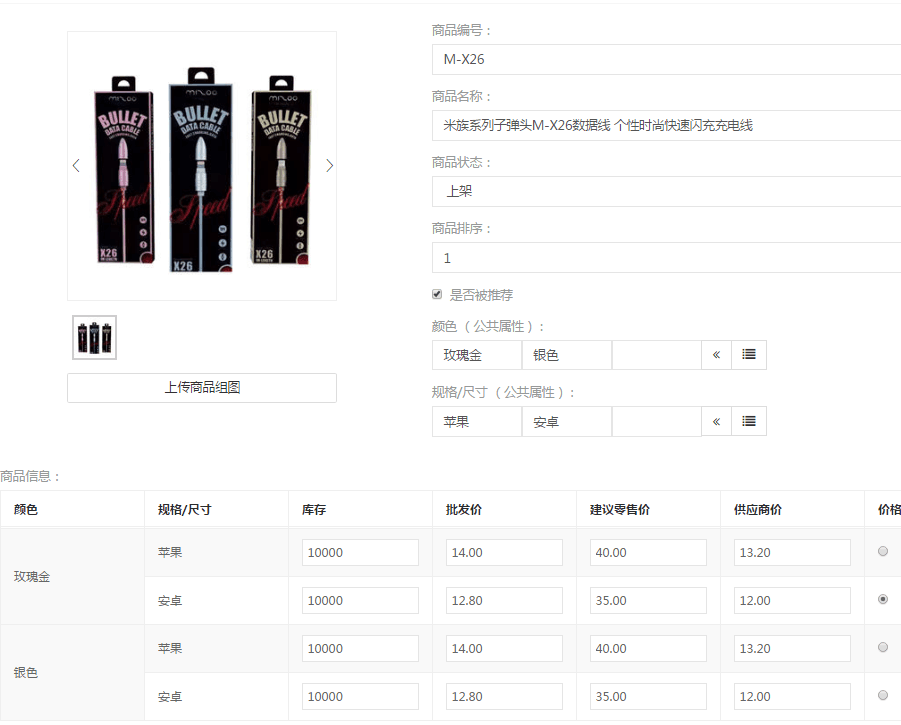 商品编号：
M-X26
商品名称：
米族系列子弹头M-X26数据线 个性时尚快速闪充充电线
商品状态：
上架
商品排序：
1
是否被推荐
颜色（公共属性）：
玫瑰金 银色
规格/尺寸（公共属性）：
苹果 安卓
MIZOO MIZOO MIZOO
BULLET BULLET BULLET
DATA CABLE DATA CABLE DATA CABLE
Speed Speed Speed
X26 X26 X26
上传商品组图
商品信息：
颜色 规格/尺寸 库存 批发价 建议零售价 供应商价 价格
玫瑰金
苹果 10000 14.00 40.00 13.20
安卓 10000 12.80 35.00 12.00
银色
苹果 10000 14.00 40.00 13.20
安卓 10000 12.80 35.00 12.00